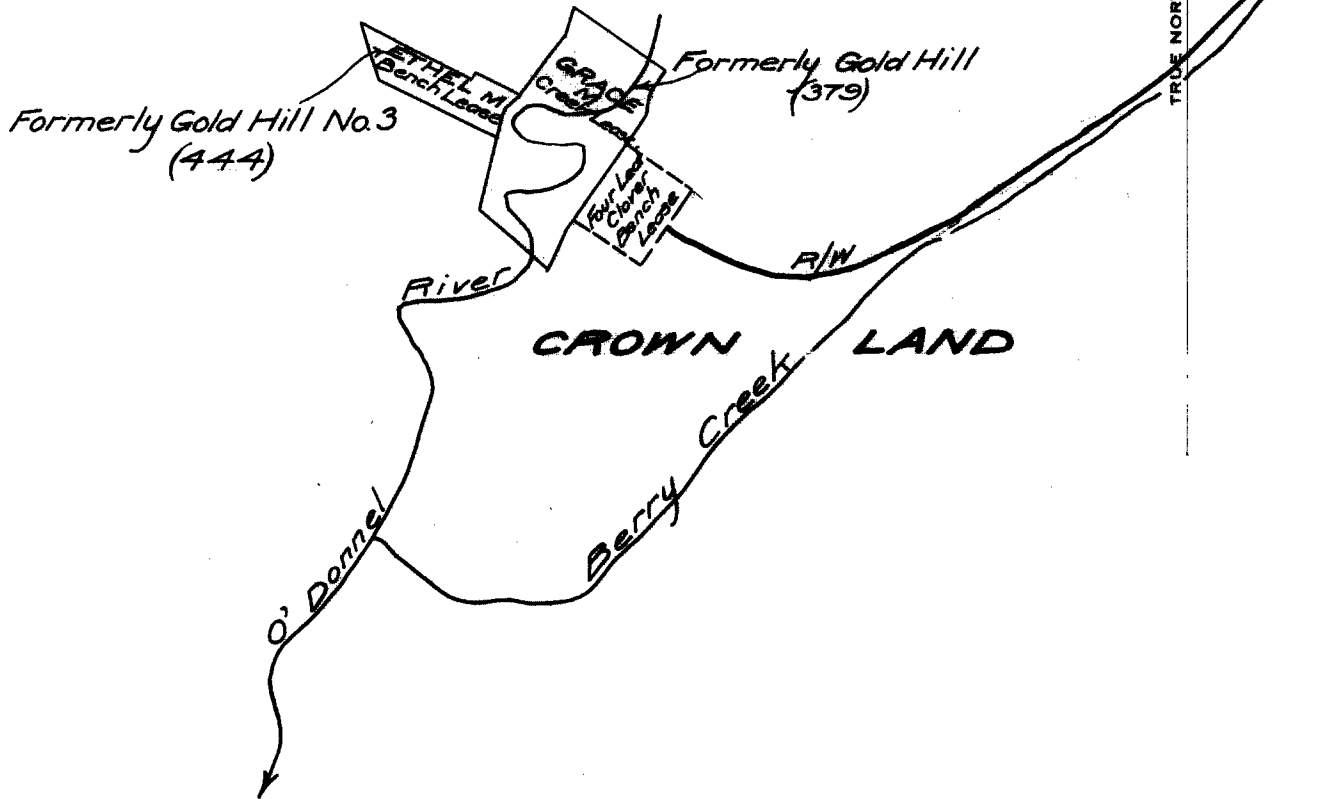 TRUE NOR
Formerly Gold Hill
(379)
ETHEL M
Bench Lease
GRACE
M
Creek Lease
Formerly Gold Hill No.3
(444)
Four Leaf
Clover
Bench
Lease
R/W
River
CROWN LAND
Berry Creek
O'Donnel